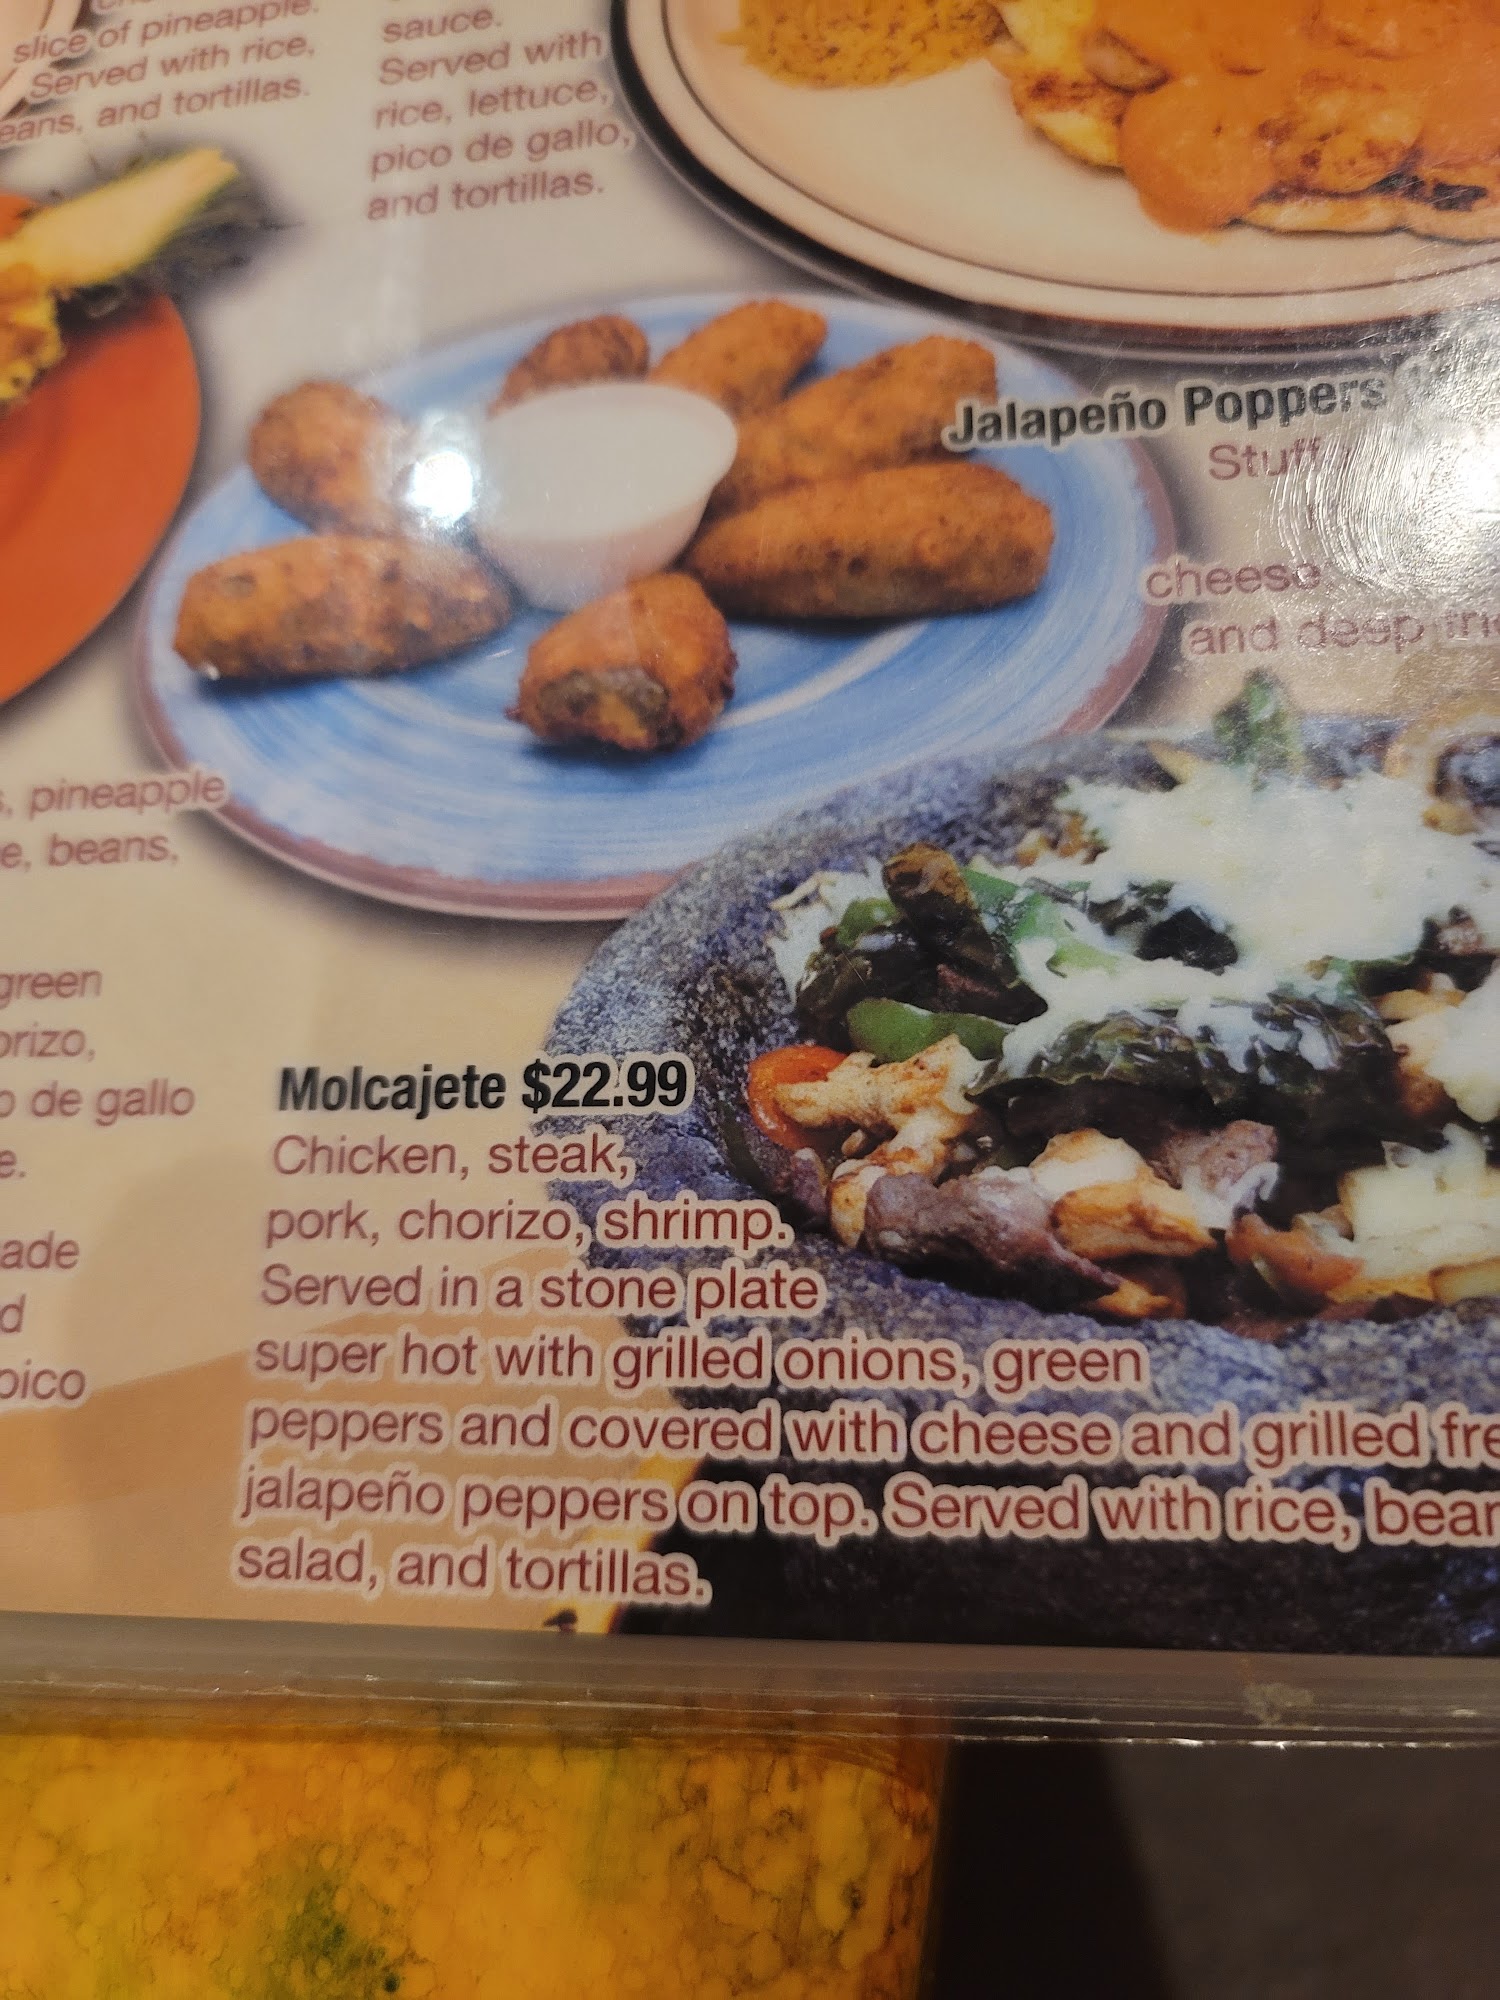 slice of pineapple.
Served with rice,
eans, and tortillas.
sauce.
Served with
rice, lettuce,
pico de gallo,
and tortillas.
Jalapeño Poppers
cheese
and deep
, pineapple
e, beans,
green
orizo,
o de gallo
e.
ade
d
pico
Molcajete $22.99
Chicken, steak,
pork, chorizo, shrimp.
Served in a stone plate
super hot with grilled onions, green
peppers and covered with cheese and grilled fre
jalapeño peppers on top. Served with rice, bean
salad, and tortillas.